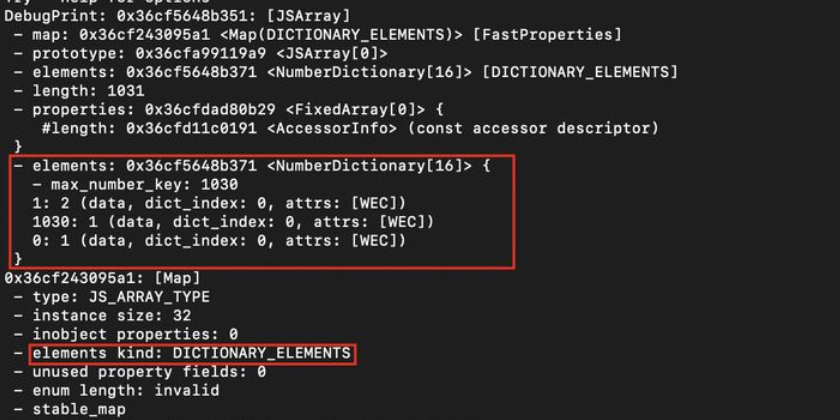 DebugPrint: 0x36cf5648b351: [JSArray]
- map: 0x36cf243095a1 <Map(DICTIONARY_ELEMENTS)> [FastProperties]
- prototype: 0x36cfa99119a9 <JSArray[0]>
- elements: 0x36cf5648b371 <NumberDictionary[16]> [DICTIONARY_ELEMENTS]
- length: 1031
- properties: 0x36cfdad80b29 <FixedArray[0]> {
#length: 0x36cfd11c0191 <AccessorInfo> (const accessor descriptor)
}
- elements: 0x36cf5648b371 <NumberDictionary[16]> {
- max_number_key: 1030
1: 2 (data, dict_index: 0, attrs: [WEC])
1030: 1 (data, dict_index: 0, attrs: [WEC])
0: 1 (data, dict_index: 0, attrs: [WEC])
}
0x36cf243095a1: [Map]
- type: JS_ARRAY_TYPE
- instance size: 32
- inobject properties: 0
- elements kind: DICTIONARY_ELEMENTS
- unused property fields: 0
- enum length: invalid
- stable_map